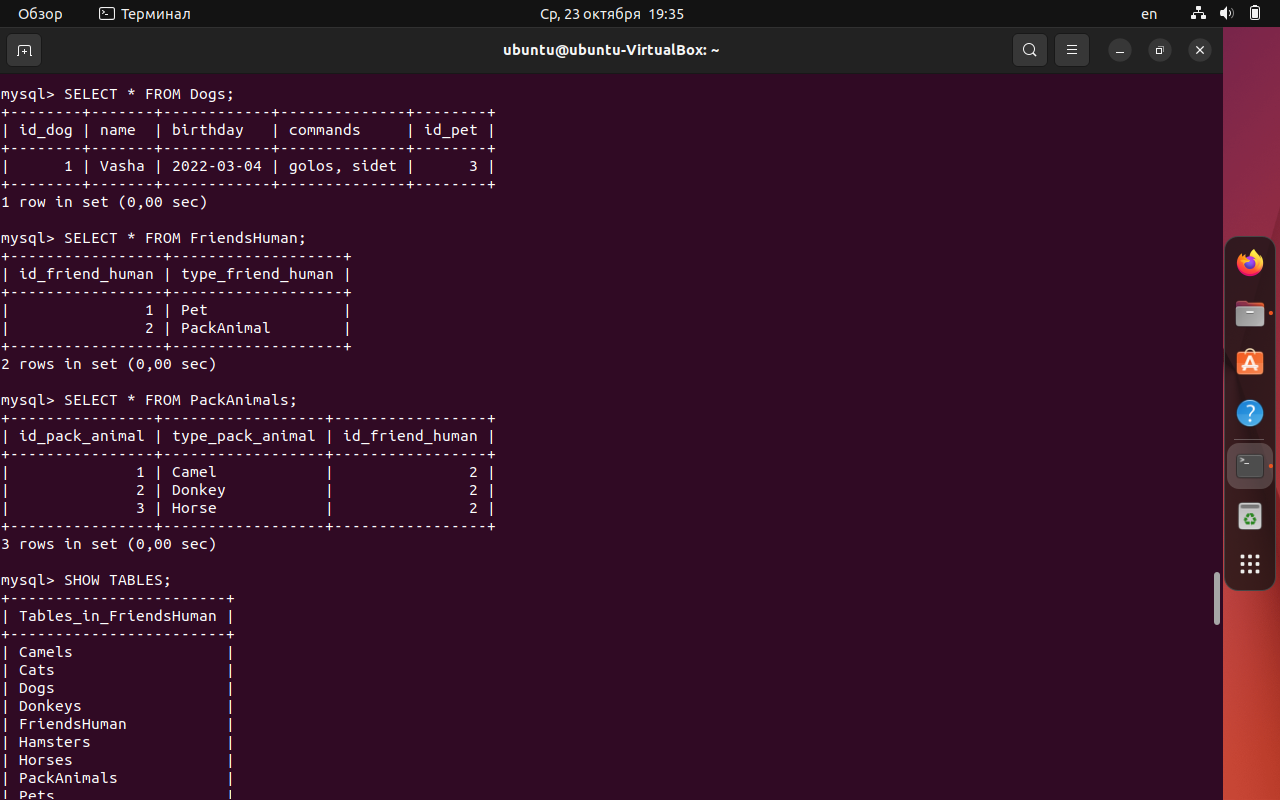 Обзор Терминал Ср, 23 октября 19:35 en
ubuntu@ubuntu-VirtualBox: ~
mysql> SELECT * FROM Dogs;
+--------+-------+------------+--------------+--------+
| id_dog | name  | birthday   | commands     | id_pet |
+--------+-------+------------+--------------+--------+
|      1 | Vasha | 2022-03-04 | golos, sidet |      3 |
+--------+-------+------------+--------------+--------+
1 row in set (0,00 sec)

mysql> SELECT * FROM FriendsHuman;
+-----------------+-------------------+
| id_friend_human | type_friend_human |
+-----------------+-------------------+
|               1 | Pet               |
|               2 | PackAnimal        |
+-----------------+-------------------+
2 rows in set (0,00 sec)

mysql> SELECT * FROM PackAnimals;
+----------------+------------------+-----------------+
| id_pack_animal | type_pack_animal | id_friend_human |
+----------------+------------------+-----------------+
|              1 | Camel            |               2 |
|              2 | Donkey           |               2 |
|              3 | Horse            |               2 |
+----------------+------------------+-----------------+
3 rows in set (0,00 sec)

mysql> SHOW TABLES;
+------------------------+
| Tables_in_FriendsHuman |
+------------------------+
| Camels                 |
| Cats                   |
| Dogs                   |
| Donkeys                |
| FriendsHuman           |
| Hamsters               |
| Horses                 |
| PackAnimals            |
| Pets                   |